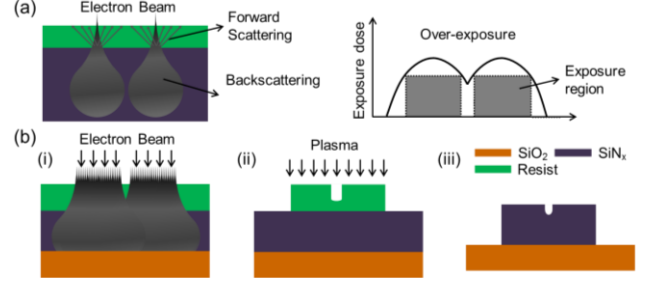 (a)
Electron Beam
Forward
Scattering
Backscattering
Exposure dose
Over-exposure
Exposure
region
(b)
Electron Beam
(i)
(ii)
Plasma
(iii)
SiO₂
SiNₓ
Resist